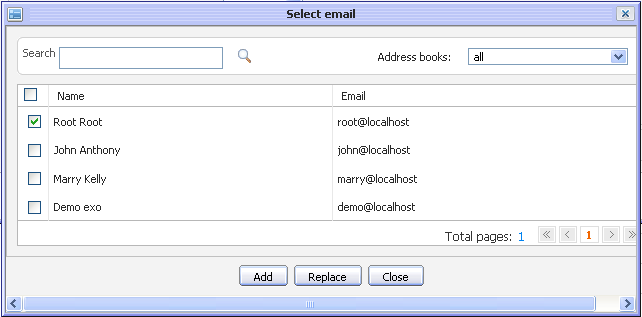 Select email
Search
Address books: all
Name Email
Root Root root@localhost
John Anthony john@localhost
Marry Kelly marry@localhost
Demo exo demo@localhost
Total pages: 1 « < 1 > »
Add Replace Close